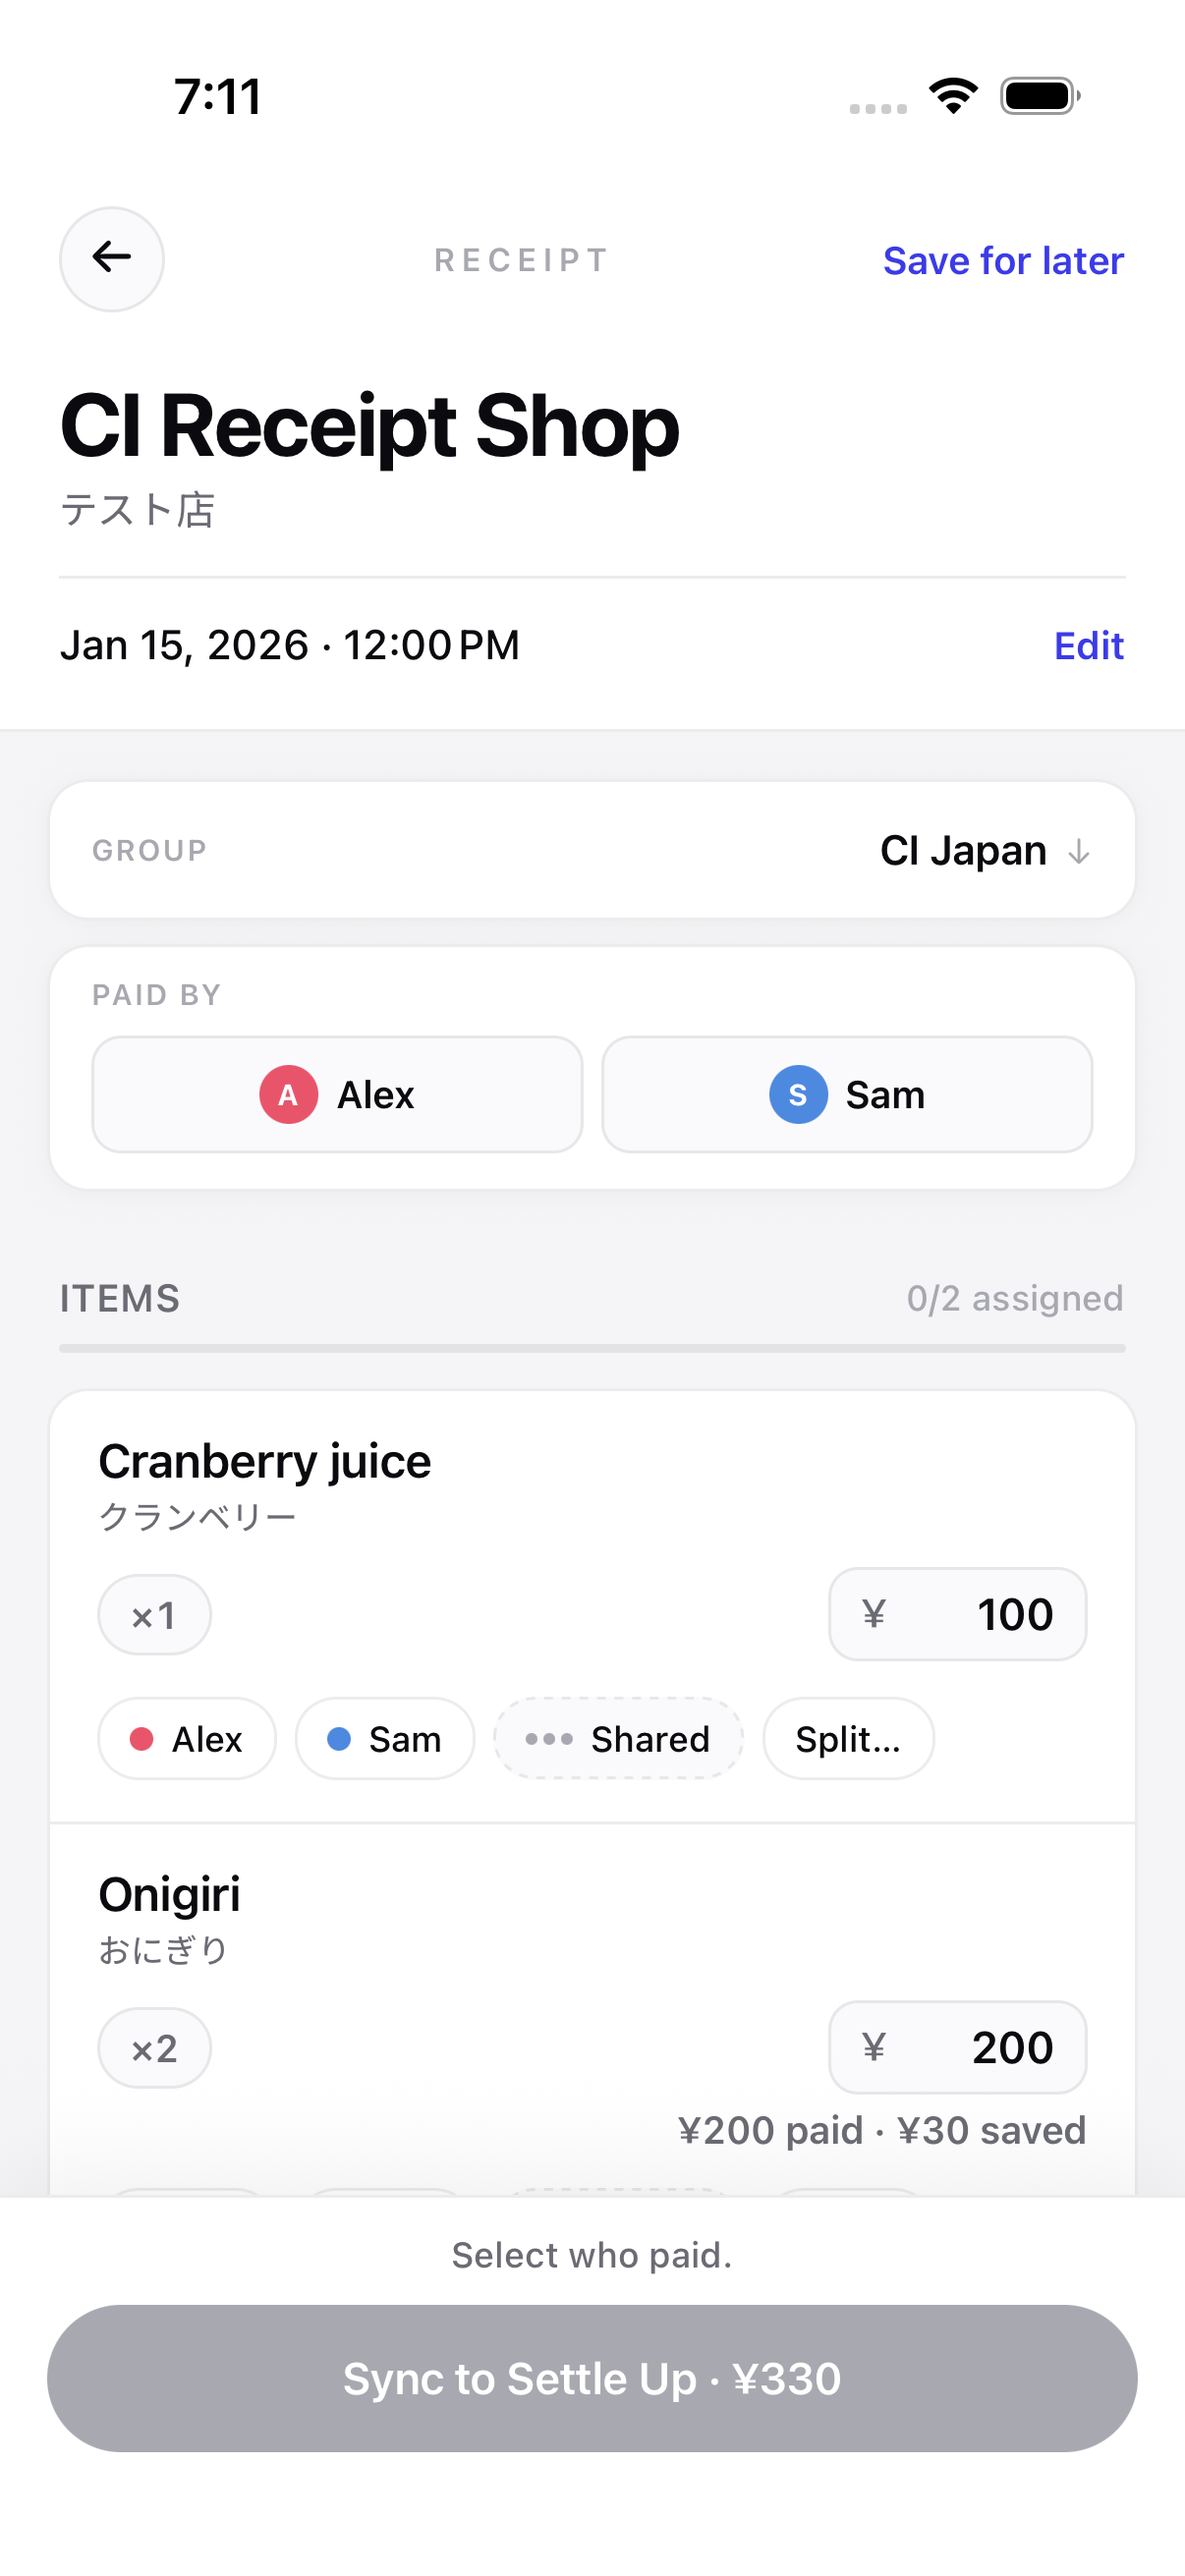 7:11
RECEIPT
Save for later
CI Receipt Shop
テスト店
Jan 15, 2026 · 12:00 PM
Edit
GROUP
CI Japan ↓
PAID BY
A Alex
S Sam
ITEMS
0/2 assigned
Cranberry juice
クランベリー
×1
¥ 100
Alex
Sam
Shared
Split...
Onigiri
おにぎり
×2
¥ 200
¥200 paid · ¥30 saved
Select who paid.
Sync to Settle Up · ¥330